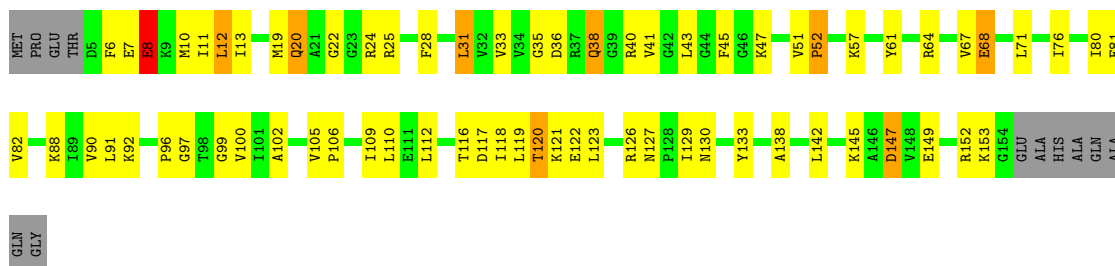 MET PRO GLU THR D5 F6 E7 E8 K9 M10 I11 L12 I13 M19 Q20 A21 G22 G23 R24 R25 F28 L31 V32 V33 V34 G35 D36 R37 Q38 G39 R40 V41 G42 L43 G44 F45 G46 K47 V51 P52 K57 Y61 R64 V67 E68 L71 I76 I80
V82 K88 I89 V90 L91 K92 P96 G97 T98 G99 V100 I101 A102 V105 P106 I109 L110 E111 L112 T116 D117 I118 L119 T120 K121 E122 L123 R126 N127 P128 I129 N130 Y133 A138 L142 K145 A146 D147 V148 E149 R152 K153 G154 GLU ALA HIS ALA GLN
GLN GLY